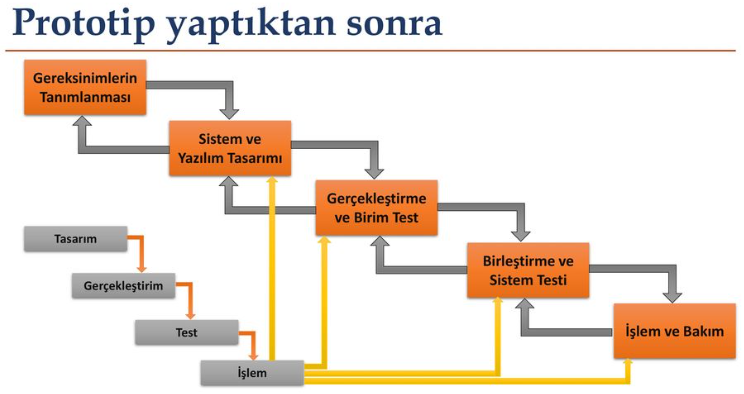 Prototip yaptıktan sonra
Gereksinimlerin
Tanımlanması
Sistem ve
Yazılım Tasarımı
Gerçekleştirme
ve Birim Test
Birleştirme ve
Sistem Testi
İşlem ve Bakım
Tasarım
Gerçekleştirim
Test
İşlem